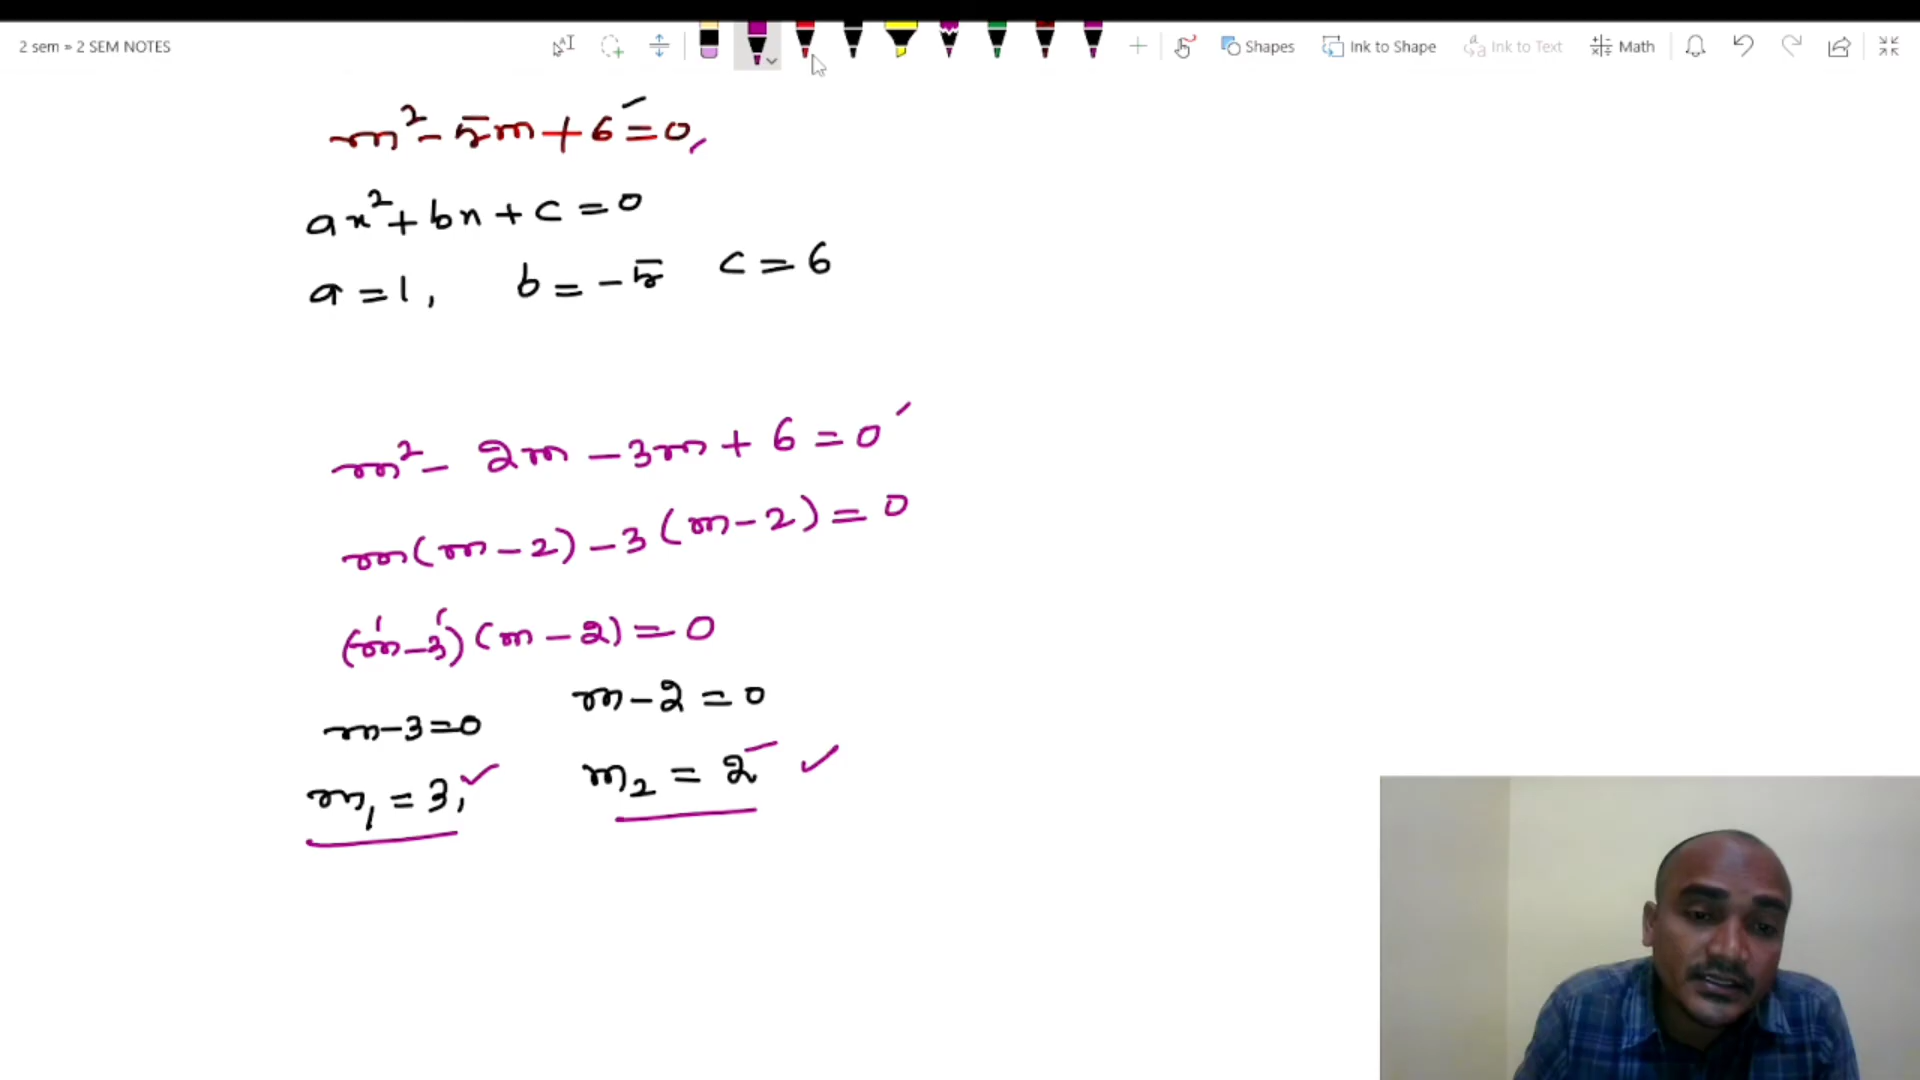 2 sem » 2 SEM NOTES
Shapes Ink to Shape Ink to Text Math
m² - 5m + 6 = 0,
ax² + bx + c = 0
a = 1, b = -5 c = 6
m² - 2m - 3m + 6 = 0
m(m - 2) - 3(m - 2) = 0
(m - 3)(m - 2) = 0
m - 3 = 0 m - 2 = 0
m₁ = 3, m₂ = 2